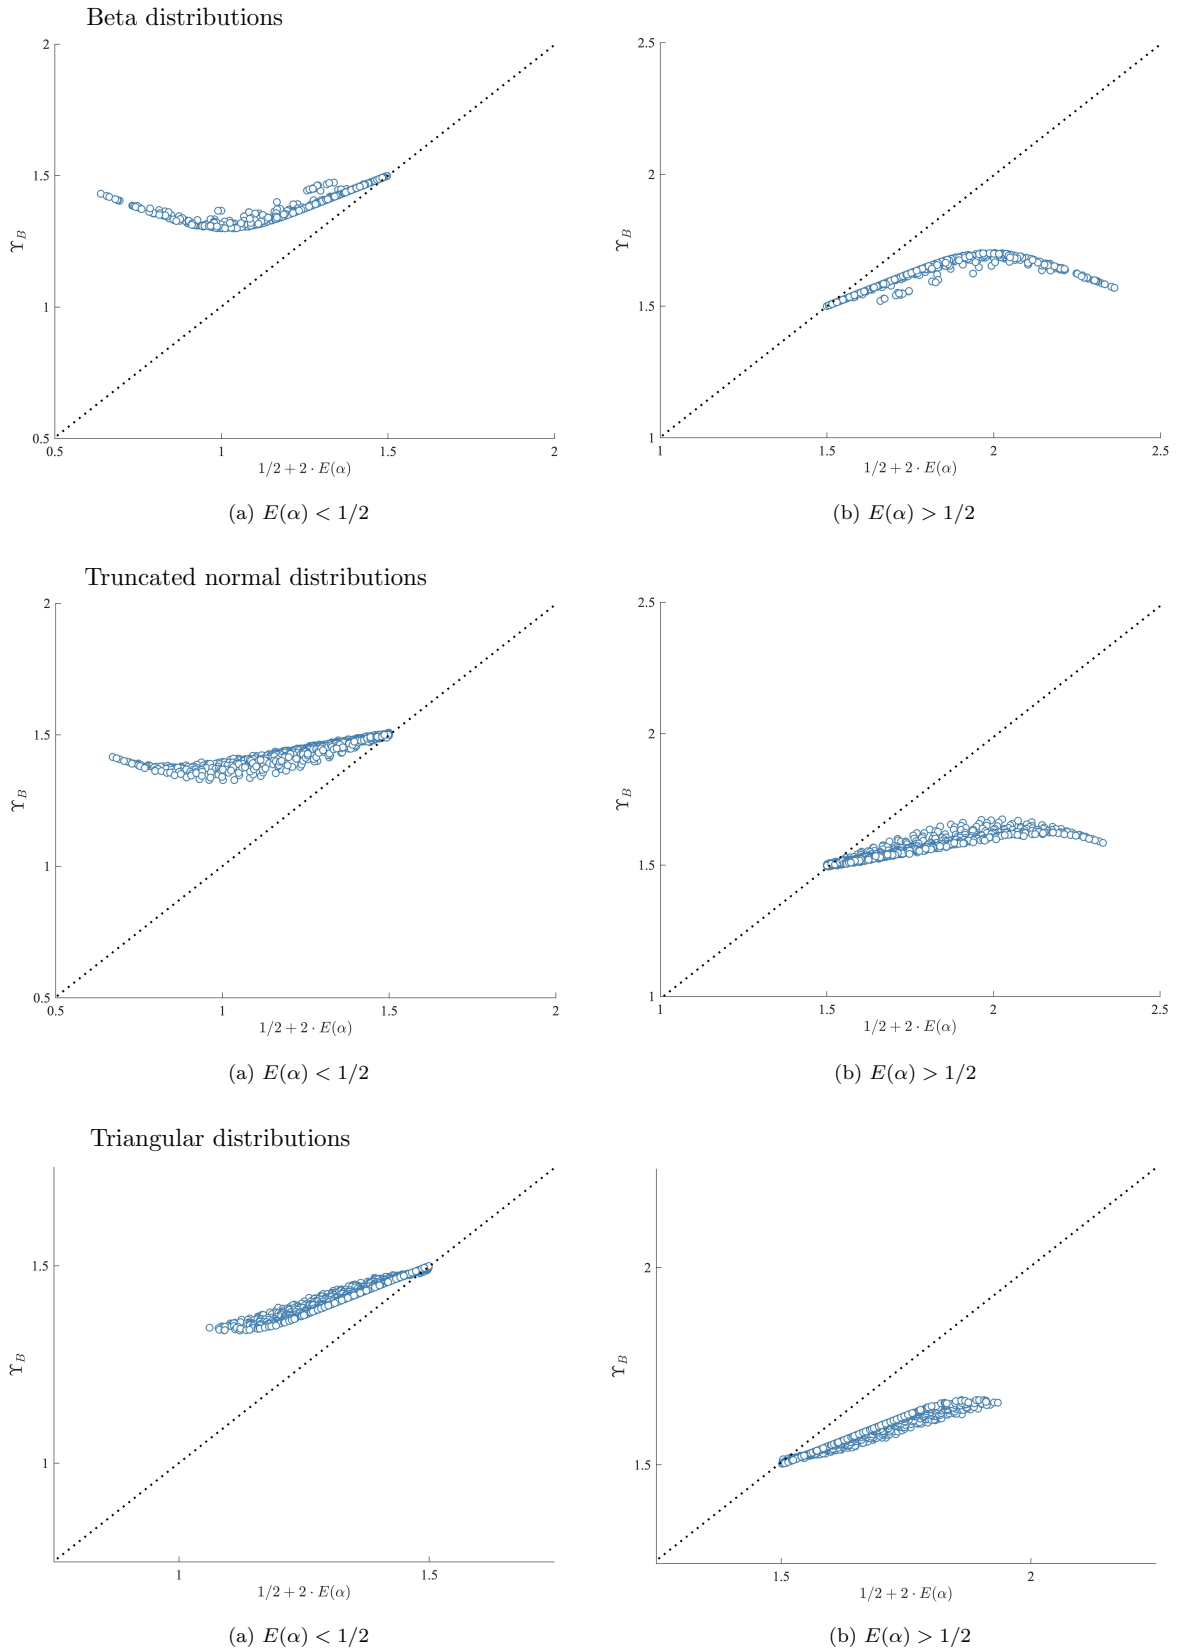 Beta distributions
2
1.5
1
0.5
0.5 1 1.5 2
Υ_B
1/2 + 2 · E(α)
(a) E(α) < 1/2
2.5
2
1.5
1
1 1.5 2 2.5
Υ_B
1/2 + 2 · E(α)
(b) E(α) > 1/2
Truncated normal distributions
2
1.5
1
0.5
0.5 1 1.5 2
Υ_B
1/2 + 2 · E(α)
(a) E(α) < 1/2
2.5
2
1.5
1
1 1.5 2 2.5
Υ_B
1/2 + 2 · E(α)
(b) E(α) > 1/2
Triangular distributions
1.5
1
1 1.5
Υ_B
1/2 + 2 · E(α)
(a) E(α) < 1/2
2
1.5
1.5 2
Υ_B
1/2 + 2 · E(α)
(b) E(α) > 1/2